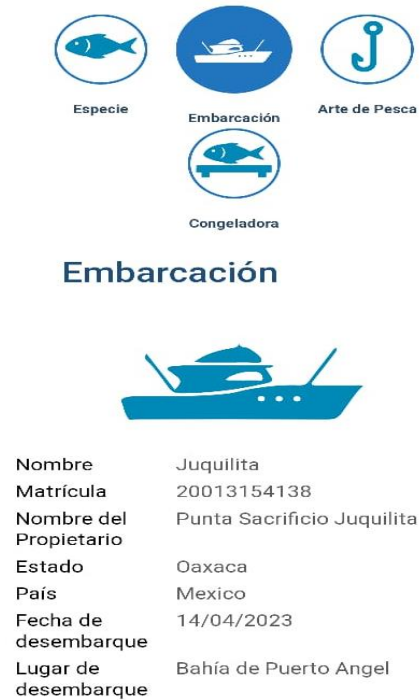 Especie
Embarcación
Arte de Pesca
Congeladora
Embarcación
Nombre Juquilita
Matrícula 20013154138
Nombre del Punta Sacrificio Juquilita
Propietario
Estado Oaxaca
País Mexico
Fecha de 14/04/2023
desembarque
Lugar de Bahía de Puerto Angel
desembarque